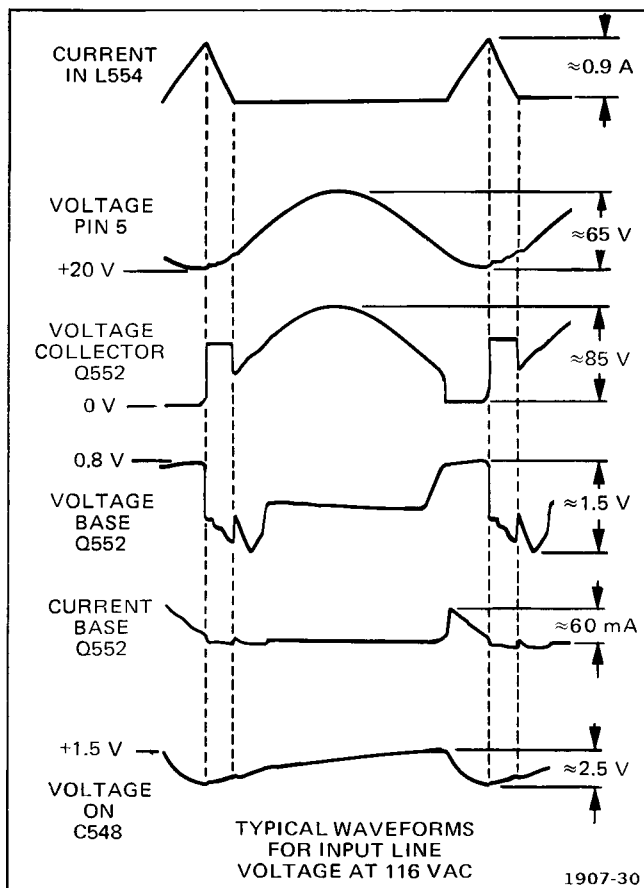 CURRENT
IN L554
≈0.9 A
VOLTAGE
PIN 5
+20 V
≈65 V
VOLTAGE
COLLECTOR
Q552
0 V
≈85 V
0.8 V
VOLTAGE
BASE
Q552
≈1.5 V
CURRENT
BASE
Q552
≈60 mA
+1.5 V
VOLTAGE
ON
C548
≈2.5 V
TYPICAL WAVEFORMS
FOR INPUT LINE
VOLTAGE AT 116 VAC
1907-30